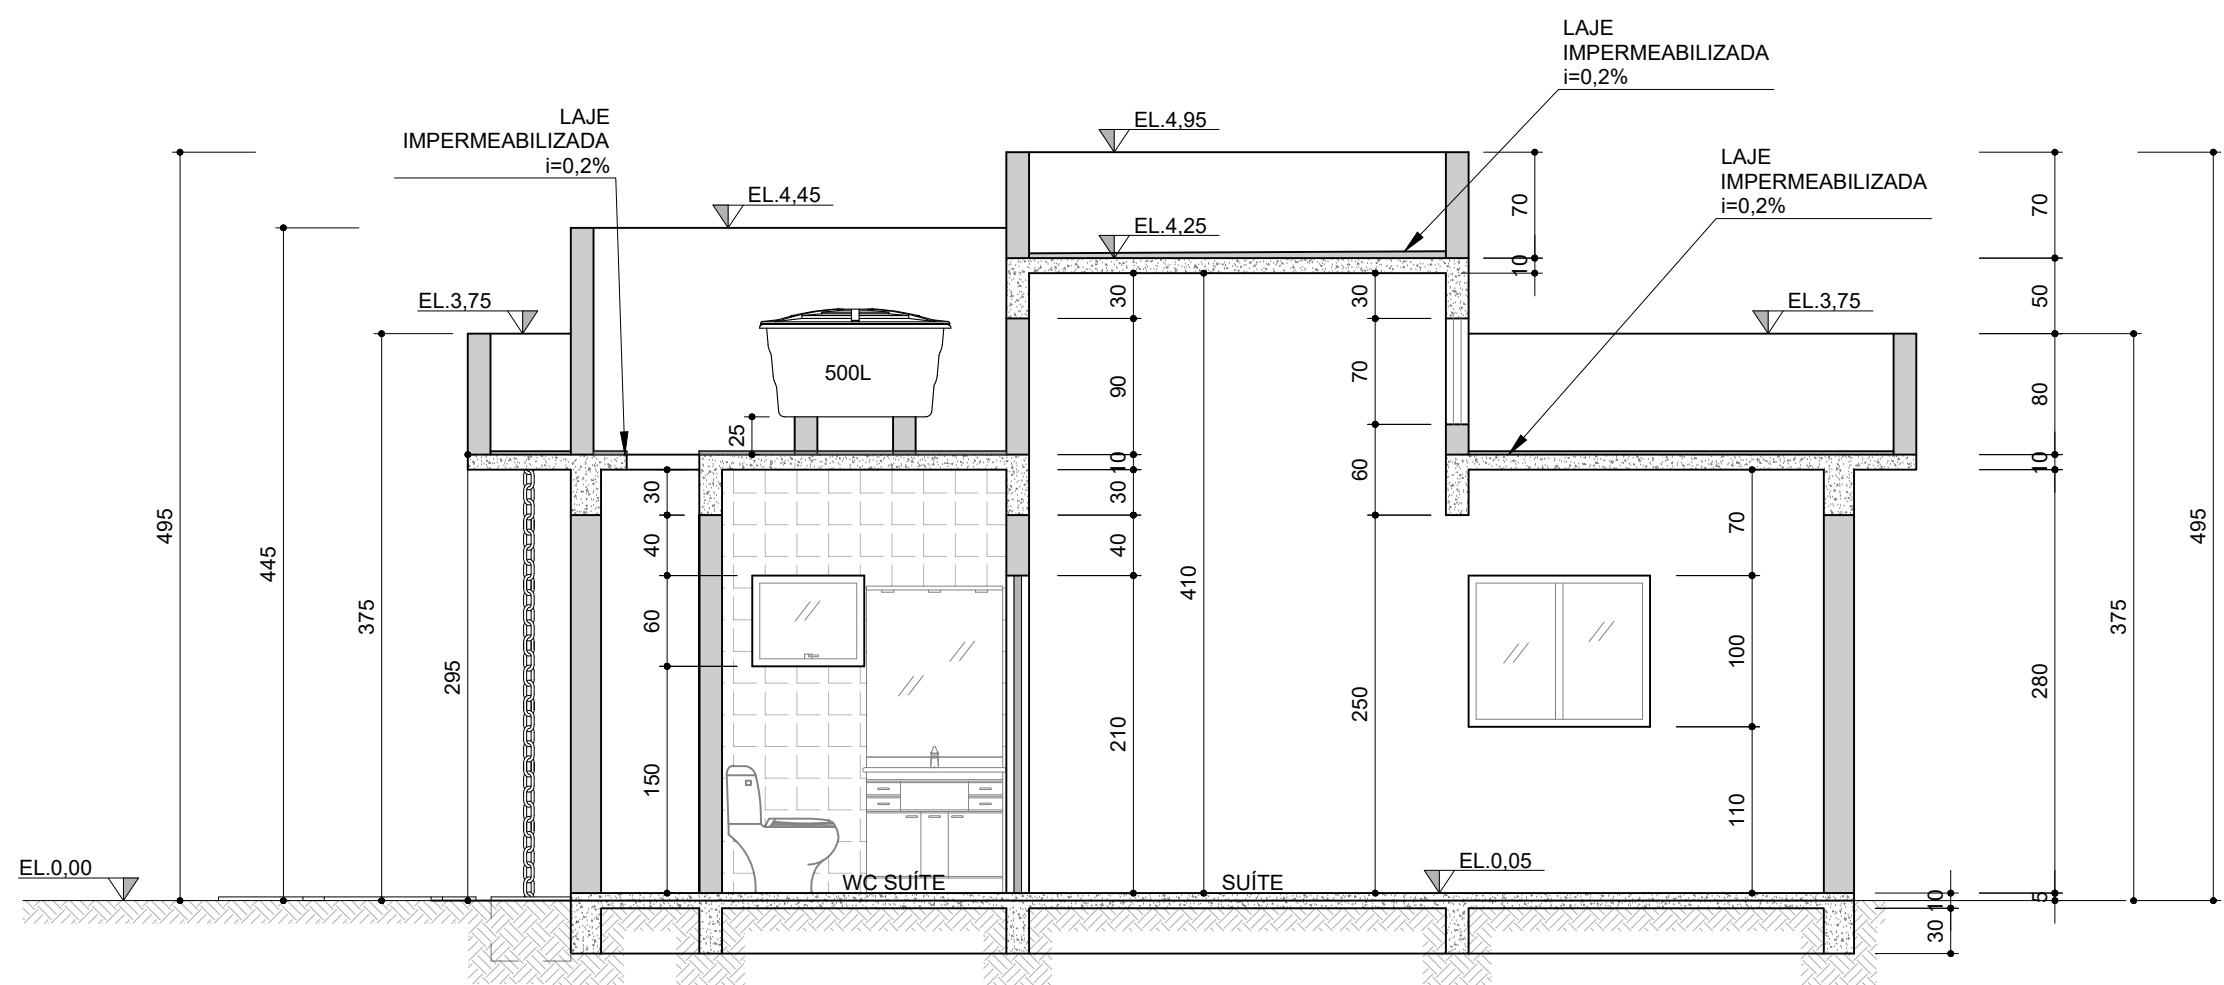 LAJE
IMPERMEABILIZADA
i=0,2%
LAJE
IMPERMEABILIZADA
i=0,2%
LAJE
IMPERMEABILIZADA
i=0,2%
EL.4,95
EL.4,45
EL.4,25
EL.3,75
EL.3,75
500L
495
445
375
295
25
30
40
60
150
30
90
10
30
40
210
410
30
70
60
250
70
10
70
100
110
70
50
80
10
280
5
375
495
WC SUÍTE
SUÍTE
EL.0,05
EL.0,00
10
30